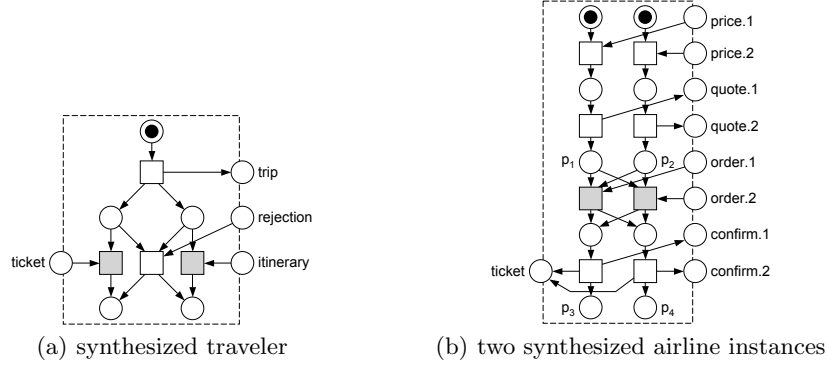 trip
rejection
ticket
itinerary
(a) synthesized traveler
price.1
price.2
quote.1
quote.2
p1
p2
order.1
order.2
confirm.1
ticket
confirm.2
p3
p4
(b) two synthesized airline instances